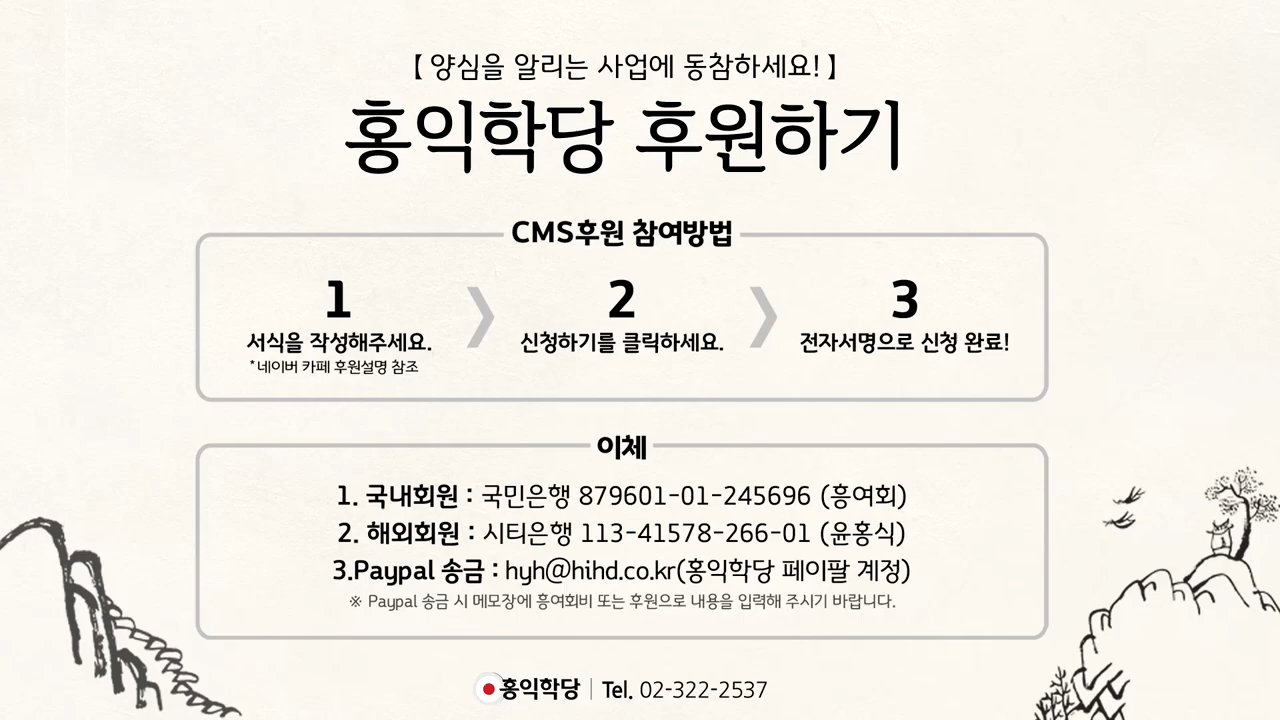 【 양심을 알리는 사업에 동참하세요! 】
홍익학당 후원하기
CMS후원 참여방법
1
서식을 작성해주세요.
*네이버 카페 후원설명 참조
2
신청하기를 클릭하세요.
3
전자서명으로 신청 완료!
이체
1. 국내회원 : 국민은행 879601-01-245696 (흥여회)
2. 해외회원 : 시티은행 113-41578-266-01 (윤홍식)
3.Paypal 송금 : hyh@hihd.co.kr(홍익학당 페이팔 계정)
※ Paypal 송금 시 메모장에 흥여회비 또는 후원으로 내용을 입력해 주시기 바랍니다.
홍익학당 | Tel. 02-322-2537